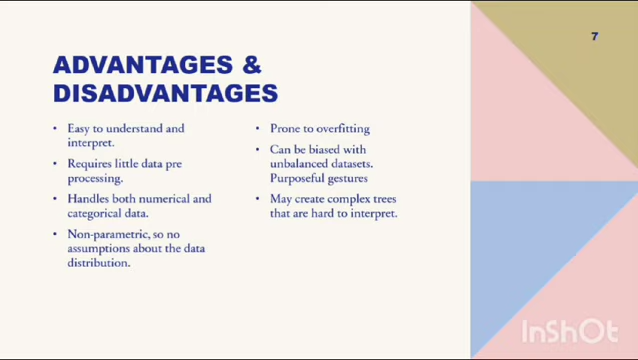 7
ADVANTAGES &
DISADVANTAGES
• Easy to understand and
interpret.
• Requires little data pre
processing.
• Handles both numerical and
categorical data.
• Non-parametric, so no
assumptions about the data
distribution.
• Prone to overfitting
• Can be biased with
unbalanced datasets.
Purposeful gestures
• May create complex trees
that are hard to interpret.
InShOt